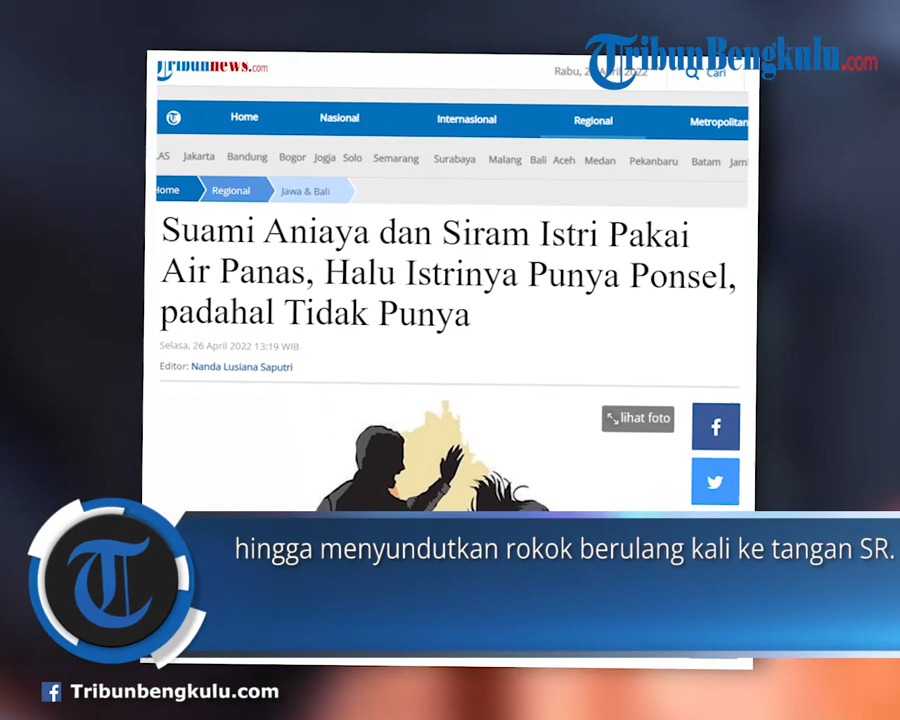 Tribunnews.com
TribunBengkulu.com
Rabu, 2 April 2022
Cari
Home Nasional Internasional Regional Metropolitan
Jakarta Bandung Bogor Jogja Solo Semarang Surabaya Malang Bali Aceh Medan Pekanbaru Batam
Home Regional Jawa & Bali
Suami Aniaya dan Siram Istri Pakai
Air Panas, Halu Istrinya Punya Ponsel,
padahal Tidak Punya
Selasa, 26 April 2022 13:19 WIB
Editor: Nanda Lusiana Saputri
lihat foto
hingga menyundutkan rokok berulang kali ke tangan SR.
Tribunbengkulu.com